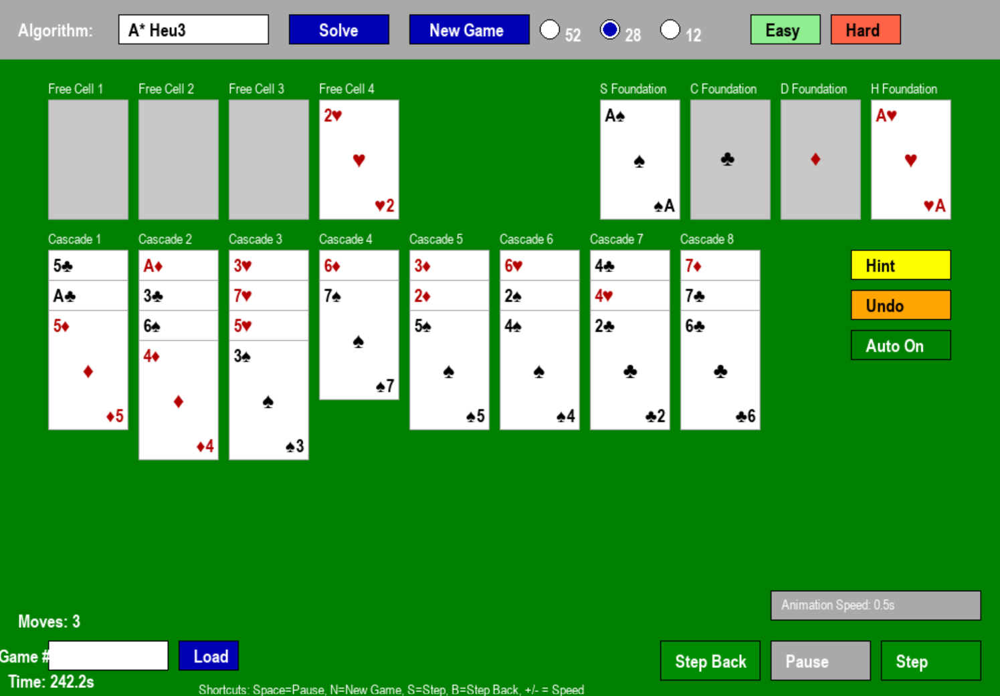 Algorithm: A* Heu3 Solve New Game 52 28 12 Easy Hard
Free Cell 1 Free Cell 2 Free Cell 3 Free Cell 4 S Foundation C Foundation D Foundation H Foundation
2♥ A♠ A♥
♥ ♠ ♣ ♦ ♥
♥2 ♠A ♥A
Cascade 1 Cascade 2 Cascade 3 Cascade 4 Cascade 5 Cascade 6 Cascade 7 Cascade 8
5♣ A♦ 3♥ 6♦ 3♦ 6♥ 4♣ 7♦ Hint
A♣ 3♣ 7♥ 7♠ 2♦ 2♠ 4♥ 7♣ Undo
5♦ 6♠ 5♥ ♠ 5♠ 4♠ 2♣ 6♣ Auto On
4♦ 3♠
♦ ♠ ♠ ♣ ♣
♠7
♦ ♠
♦5 ♠5 ♠4 ♣2 ♣6
♦4 ♠3
Animation Speed: 0.5s
Moves: 3
Game # Load Step Back Pause Step
Time: 242.2s
Shortcuts: Space=Pause, N=New Game, S=Step, B=Step Back, +/- = Speed